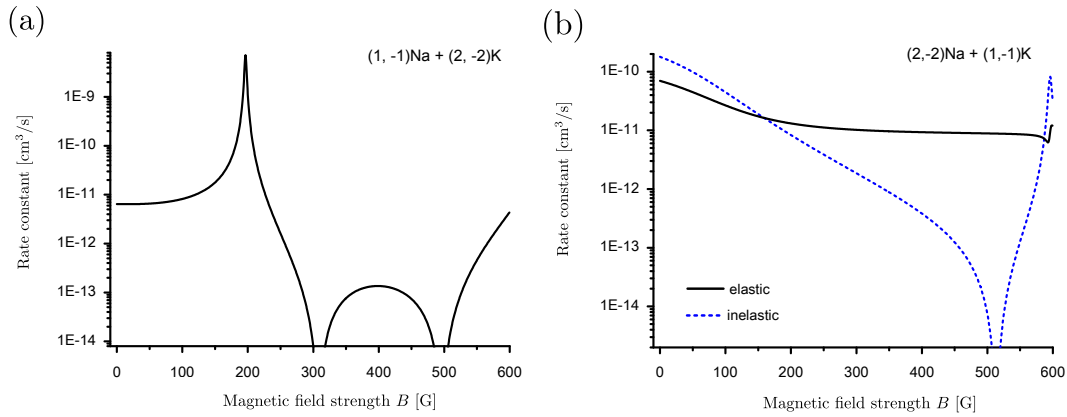 (a)
(1, -1)Na + (2, -2)K
1E-9
1E-10
1E-11
1E-12
1E-13
1E-14
Rate constant [cm³/s]
0 100 200 300 400 500 600
Magnetic field strength B [G]
(b)
(2,-2)Na + (1,-1)K
1E-10
1E-11
1E-12
1E-13
1E-14
Rate constant [cm³/s]
elastic
inelastic
0 100 200 300 400 500 600
Magnetic field strength B [G]